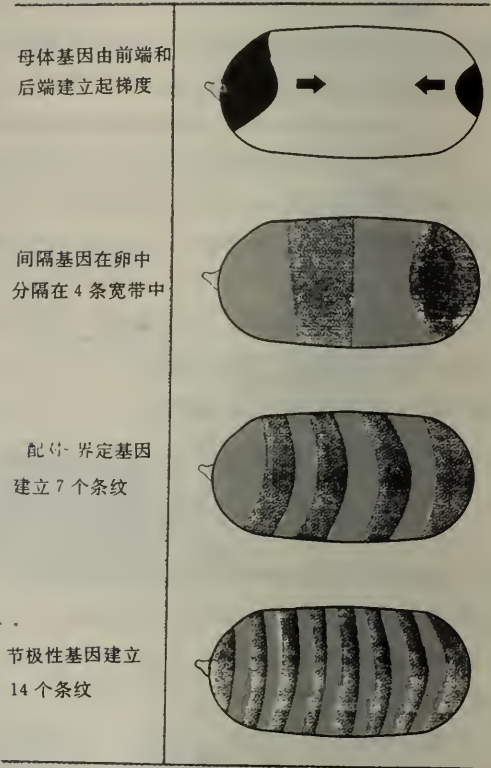 母体基因由前端和
后端建立起梯度
间隔基因在卵中
分隔在 4 条宽带中
界定基因
建立 7 个条纹
节极性基因建立
14 个条纹